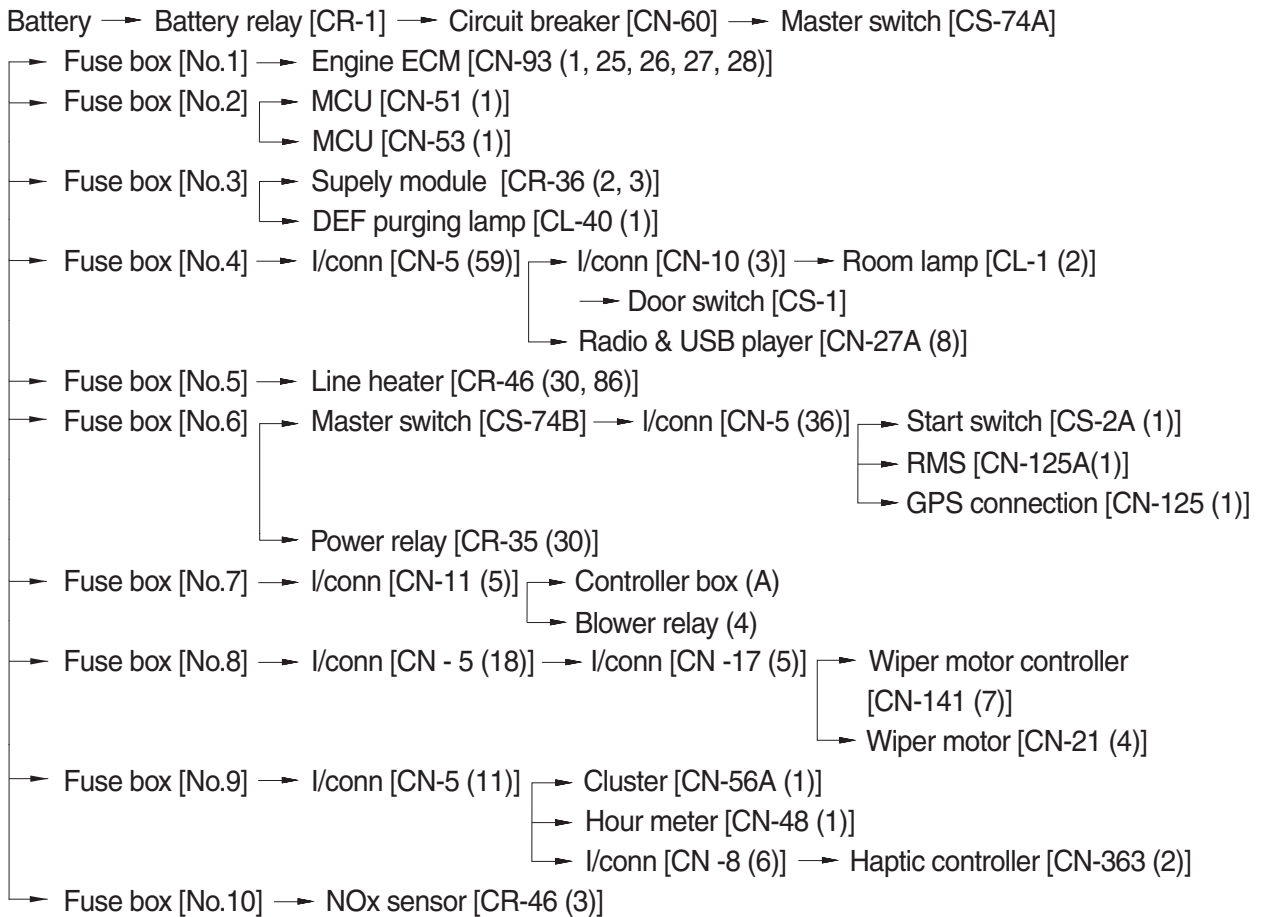 Battery → Battery relay [CR-1] → Circuit breaker [CN-60] → Master switch [CS-74A]
Fuse box [No.1] → Engine ECM [CN-93 (1, 25, 26, 27, 28)]
Fuse box [No.2] → MCU [CN-51 (1)]
→ MCU [CN-53 (1)]
Fuse box [No.3] → Supely module [CR-36 (2, 3)]
→ DEF purging lamp [CL-40 (1)]
Fuse box [No.4] → I/conn [CN-5 (59)] → I/conn [CN-10 (3)] → Room lamp [CL-1 (2)]
→ Door switch [CS-1]
→ Radio & USB player [CN-27A (8)]
Fuse box [No.5] → Line heater [CR-46 (30, 86)]
Fuse box [No.6] → Master switch [CS-74B] → I/conn [CN-5 (36)] → Start switch [CS-2A (1)]
→ RMS [CN-125A(1)]
→ GPS connection [CN-125 (1)]
→ Power relay [CR-35 (30)]
Fuse box [No.7] → I/conn [CN-11 (5)] → Controller box (A)
→ Blower relay (4)
Fuse box [No.8] → I/conn [CN - 5 (18)] → I/conn [CN -17 (5)] → Wiper motor controller
[CN-141 (7)]
→ Wiper motor [CN-21 (4)]
Fuse box [No.9] → I/conn [CN-5 (11)] → Cluster [CN-56A (1)]
→ Hour meter [CN-48 (1)]
→ I/conn [CN -8 (6)] → Haptic controller [CN-363 (2)]
Fuse box [No.10] → NOx sensor [CR-46 (3)]